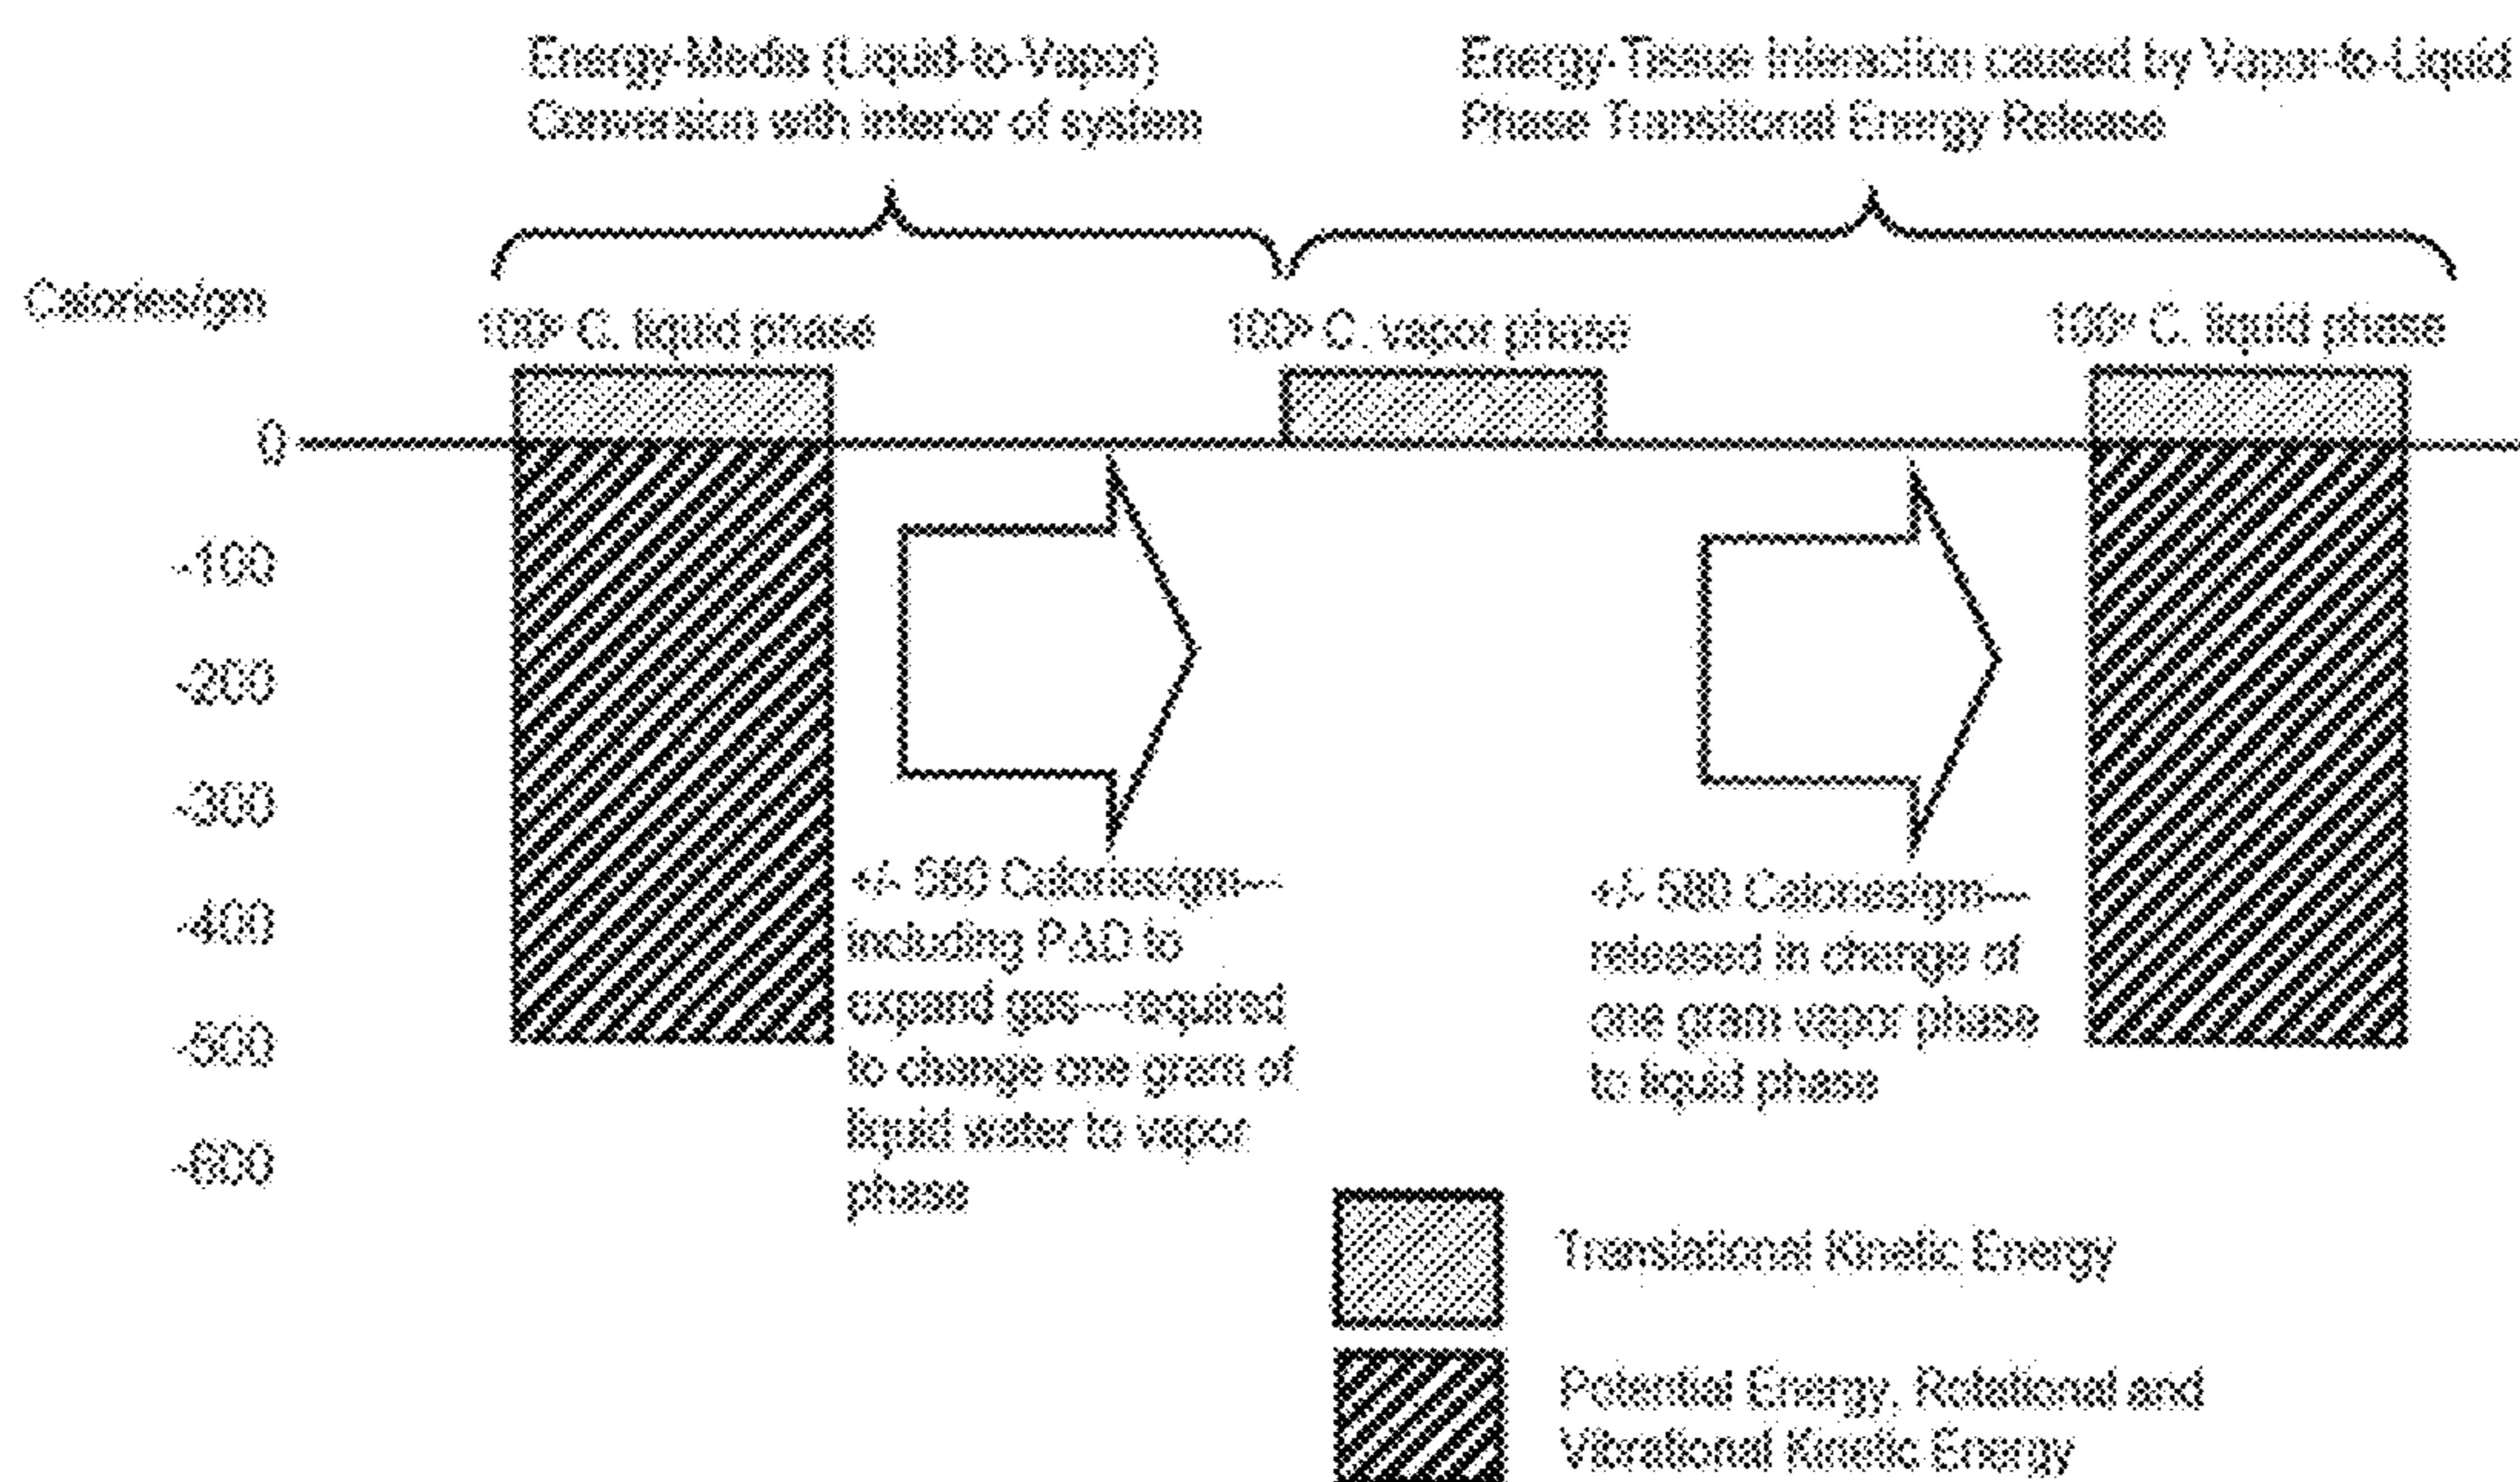 Energy-Media (Liquid-to-Vapor)
Conversion with interior of system
Energy-Tissue Interaction caused by Vapor-to-Liquid
Phase Transitional Energy Release
Calories/gm
100° C. liquid phase
100° C. vapor phase
100° C. liquid phase
0
-100
-200
-300
-400
-500
-600
+/- 580 Calories/gm—
including PΔD to
expand gas—required
to change one gram of
liquid water to vapor
phase
+/- 580 Calories/gm—
released in change of
one gram vapor phase
to liquid phase
Translational Kinetic Energy
Potential Energy, Rotational and
Vibrational Kinetic Energy